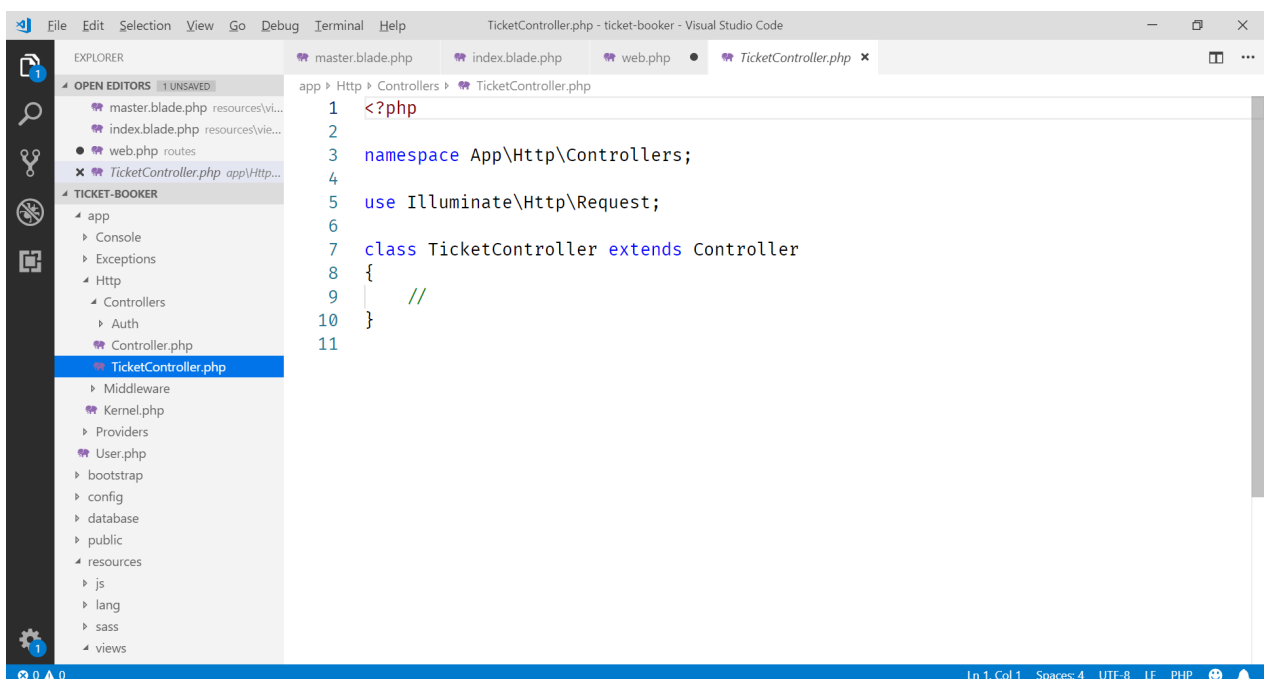 File Edit Selection View Go Debug Terminal Help TicketController.php - ticket-booker - Visual Studio Code
EXPLORER
OPEN EDITORS 1 UNSAVED
master.blade.php resources\vi...
index.blade.php resources\vie...
web.php routes
TicketController.php app\Http...
TICKET-BOOKER
app
Console
Exceptions
Http
Controllers
Auth
Controller.php
TicketController.php
Middleware
Kernel.php
Providers
User.php
bootstrap
config
database
public
resources
js
lang
sass
views
1
1
master.blade.php index.blade.php web.php TicketController.php
app Http Controllers TicketController.php
1 <?php
2
3 namespace App\Http\Controllers;
4
5 use Illuminate\Http\Request;
6
7 class TicketController extends Controller
8 {
9 //
10 }
11
0 0 Ln 1, Col 1 Spaces: 4 UTF-8 LF PHP